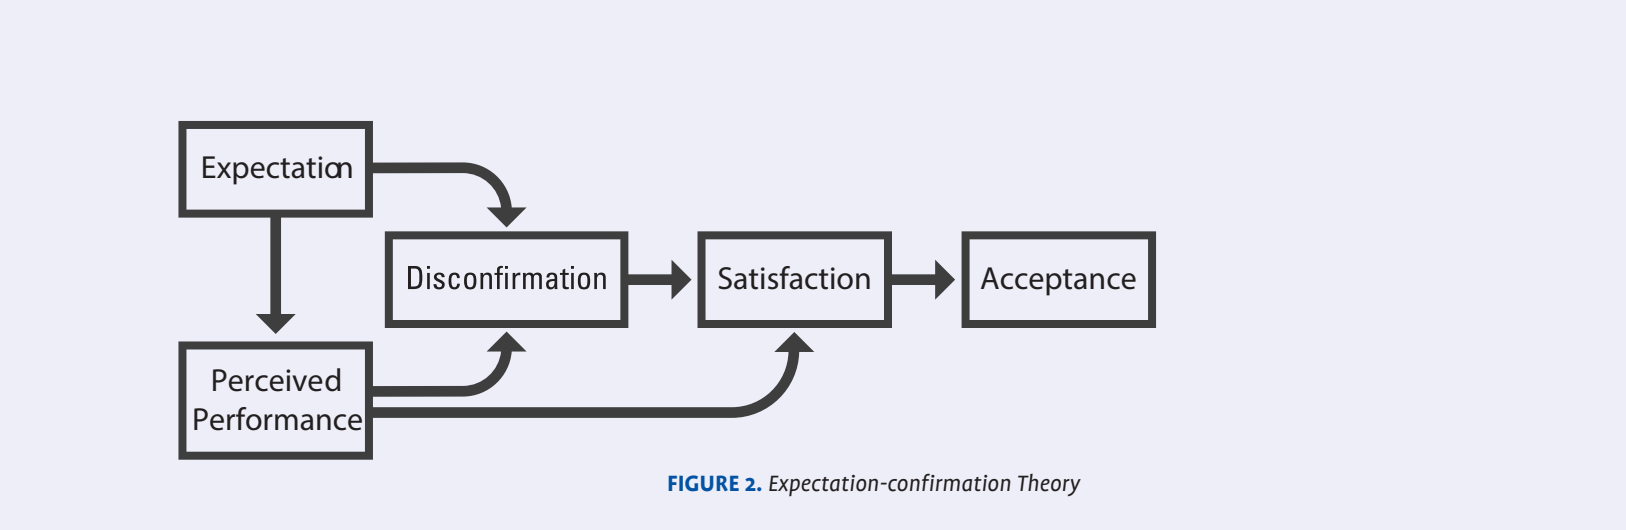 Expectation
Disconfirmation
Satisfaction
Acceptance
Perceived
Performance
FIGURE 2. Expectation-confirmation Theory